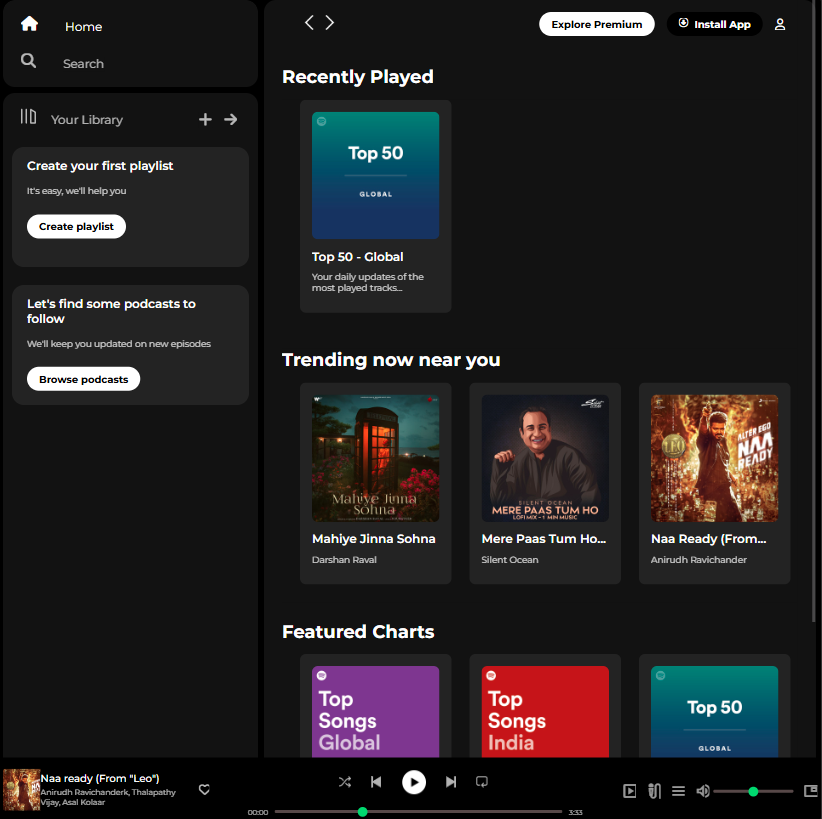 Home
Search
Your Library
Create your first playlist
It's easy, we'll help you
Create playlist
Let's find some podcasts to
follow
We'll keep you updated on new episodes
Browse podcasts
Explore Premium
Install App
Recently Played
Top 50
GLOBAL
Top 50 - Global
Your daily updates of the
most played tracks...
Trending now near you
Mahiye Jinna
Sohna
Mahiye Jinna Sohna
Darshan Raval
SILENT OCEAN
MERE PAAS TUM HO
LOFI MIX - 1 MIN MUSIC
Mere Paas Tum Ho...
Silent Ocean
LEO
ALTER EGO
NAA
READY
Naa Ready (From...
Anirudh Ravichander
Featured Charts
Top
Songs
Global
Top
Songs
India
Top 50
GLOBAL
Naa ready (From "Leo")
Anirudh Ravichanderk, Thalapathy
Vijay, Asal Kolaar
00:00
3:33